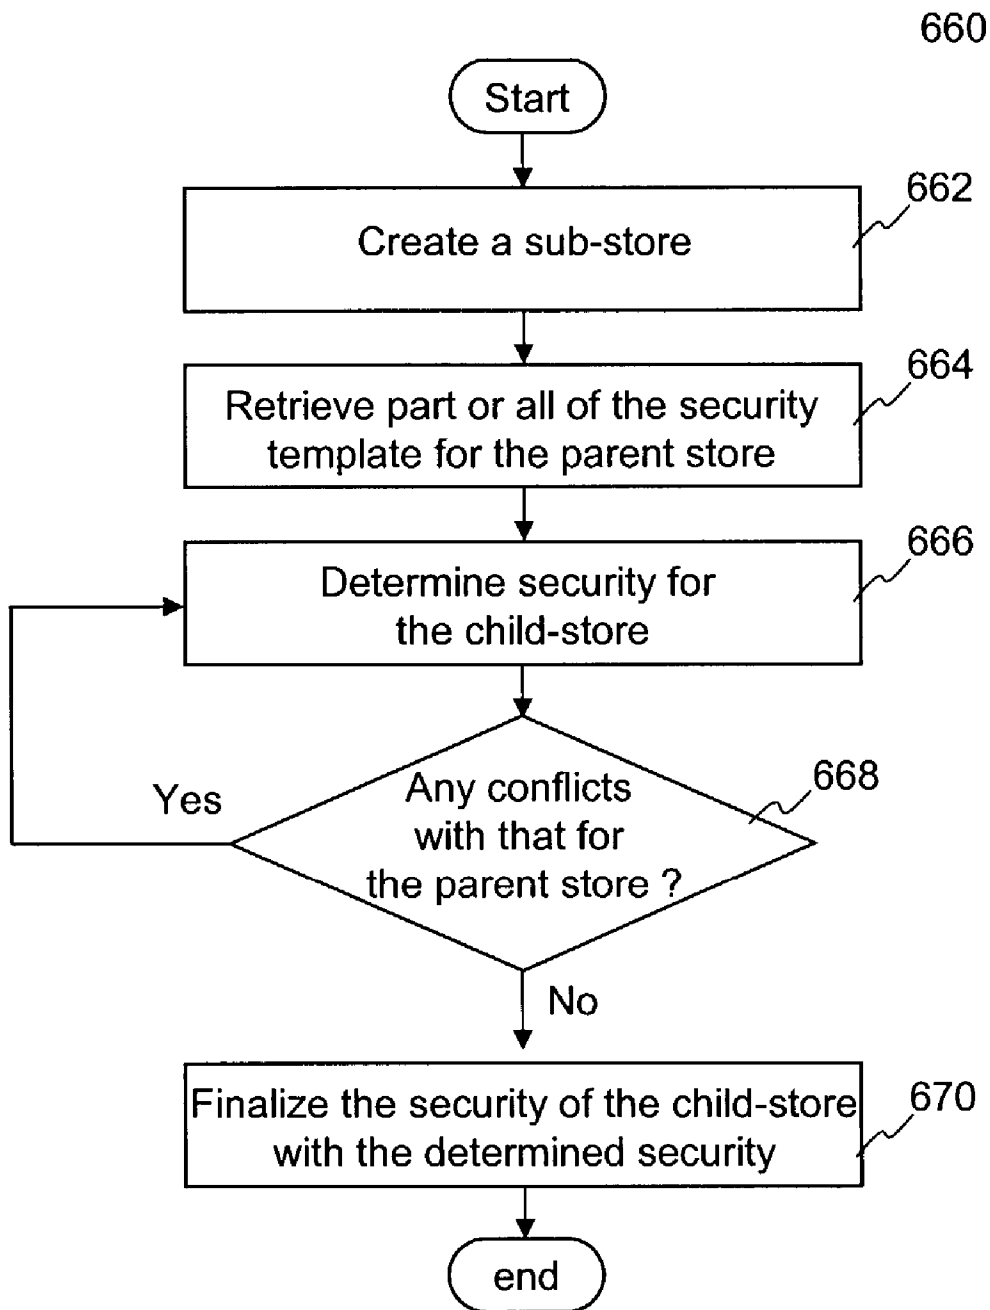 660
Start
662
Create a sub-store
664
Retrieve part or all of the security
template for the parent store
666
Determine security for
the child-store
668
Any conflicts
with that for
the parent store ?
Yes
No
670
Finalize the security of the child-store
with the determined security
end